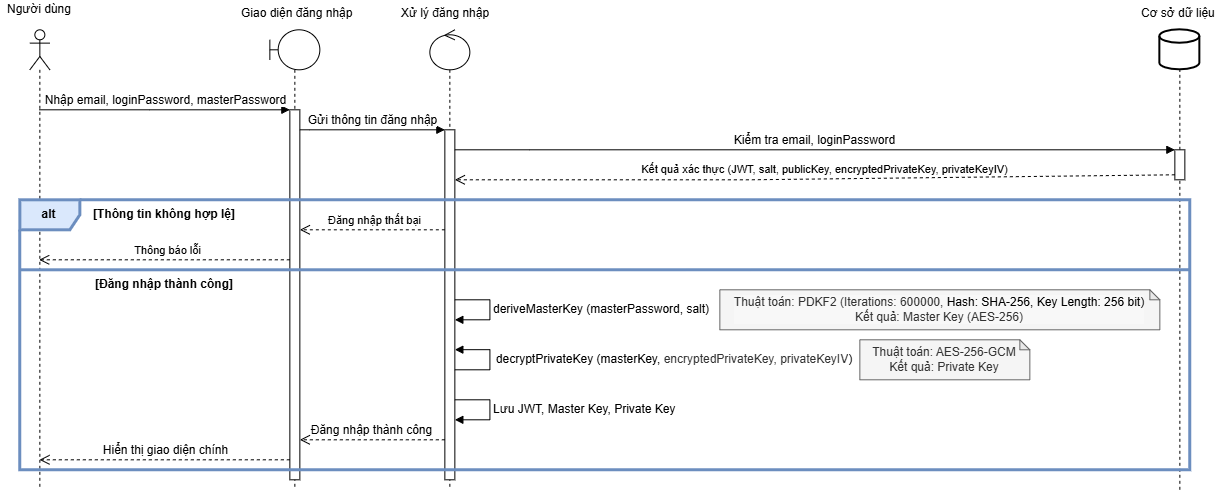 Người dùng
Giao diện đăng nhập
Xử lý đăng nhập
Cơ sở dữ liệu
Nhập email, loginPassword, masterPassword
Gửi thông tin đăng nhập
Kiểm tra email, loginPassword
Kết quả xác thực (JWT, salt, publicKey, encryptedPrivateKey, privateKeyIV)
alt
[Thông tin không hợp lệ]
Đăng nhập thất bại
Thông báo lỗi
[Đăng nhập thành công]
deriveMasterKey (masterPassword, salt)
Thuật toán: PDKF2 (Iterations: 600000, Hash: SHA-256, Key Length: 256 bit)
Kết quả: Master Key (AES-256)
decryptPrivateKey (masterKey, encryptedPrivateKey, privateKeyIV)
Thuật toán: AES-256-GCM
Kết quả: Private Key
Lưu JWT, Master Key, Private Key
Đăng nhập thành công
Hiển thị giao diện chính